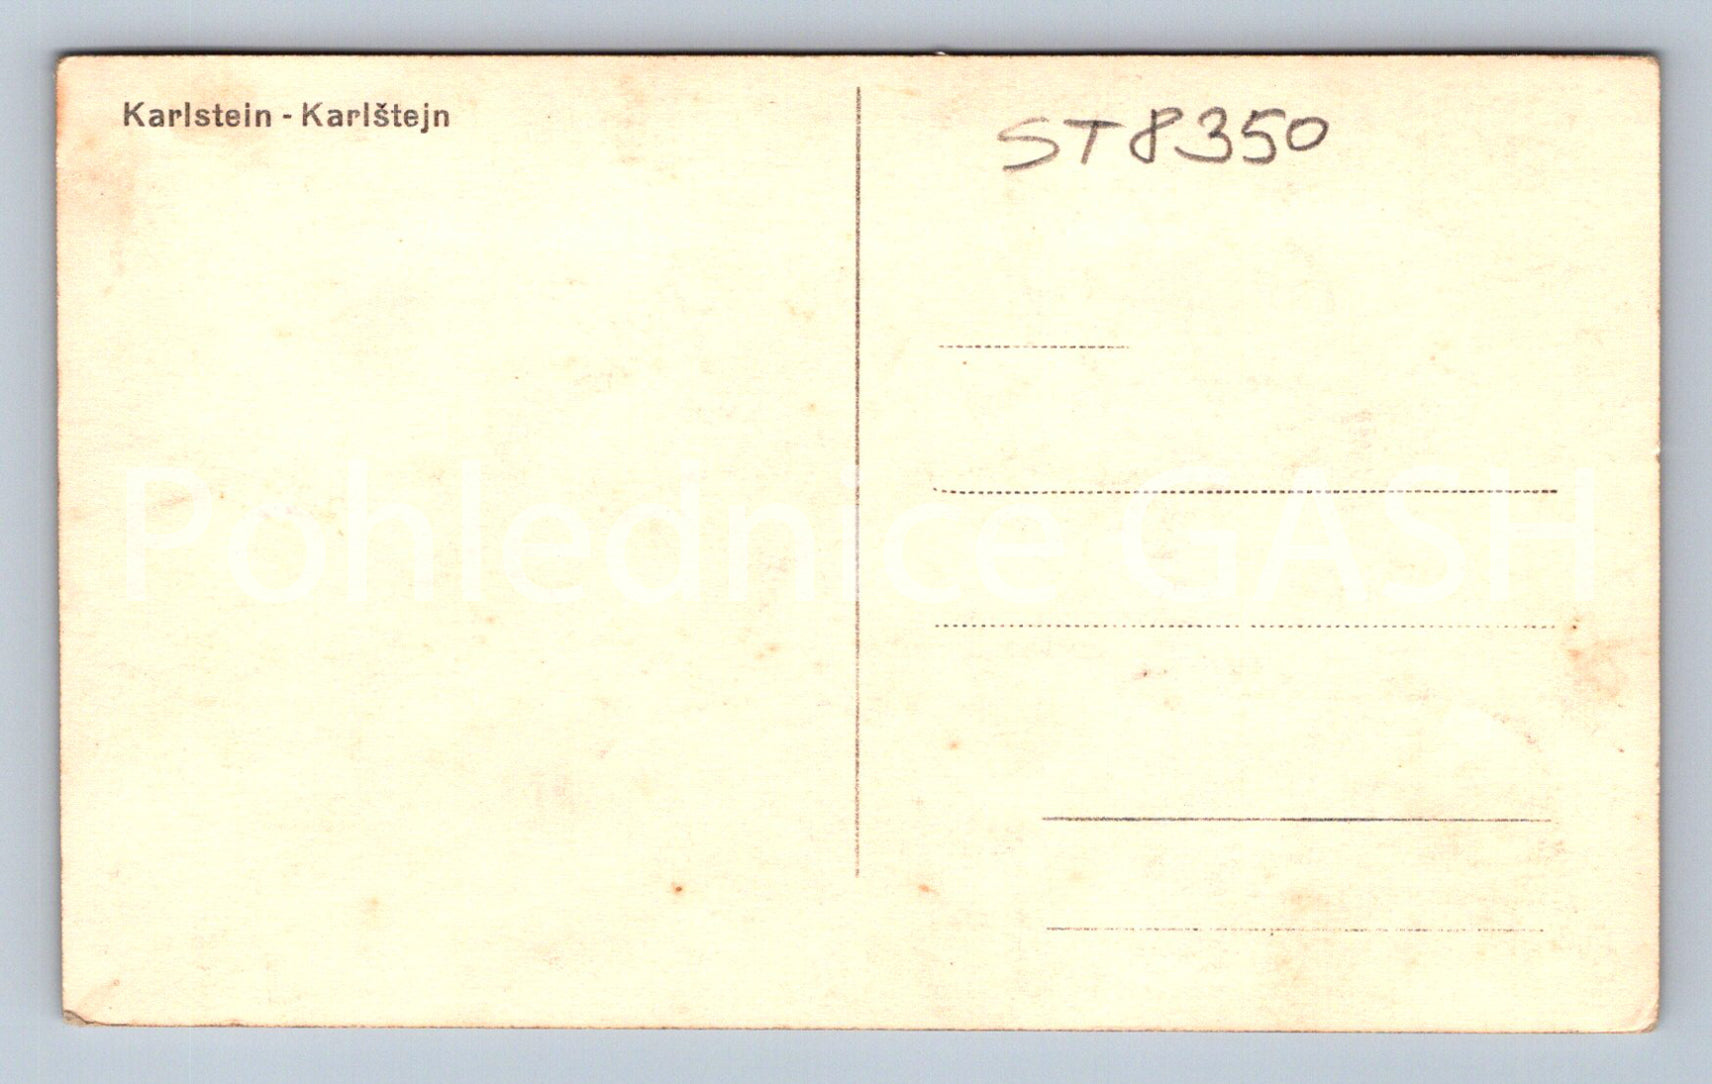 Karlstein - Karlštejn
ST8350
Pohlednice GASH